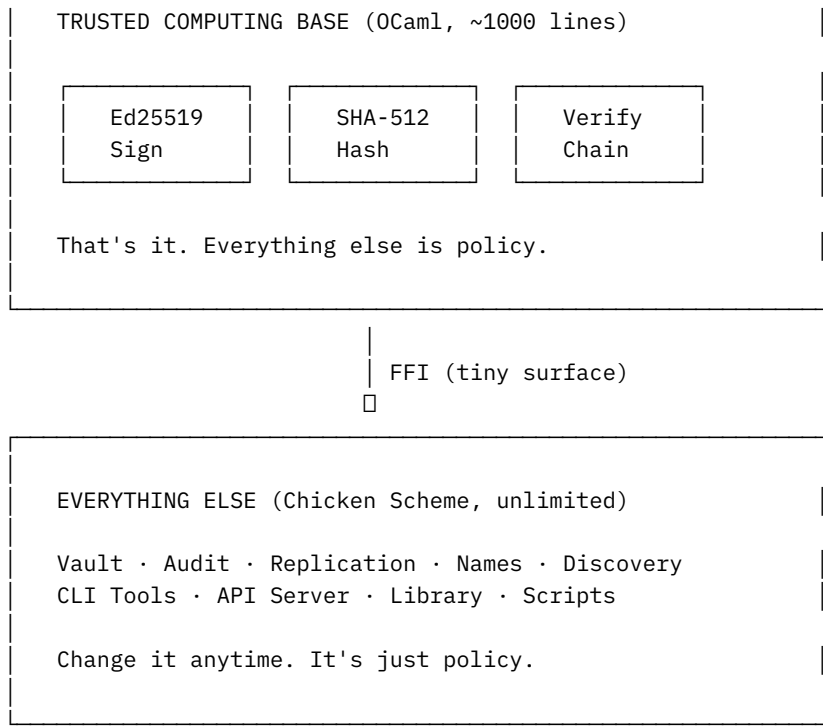 TRUSTED COMPUTING BASE (OCaml, ~1000 lines)
Ed25519 SHA-512 Verify
Sign Hash Chain
That's it. Everything else is policy.
FFI (tiny surface)
EVERYTHING ELSE (Chicken Scheme, unlimited)
Vault · Audit · Replication · Names · Discovery
CLI Tools · API Server · Library · Scripts
Change it anytime. It's just policy.